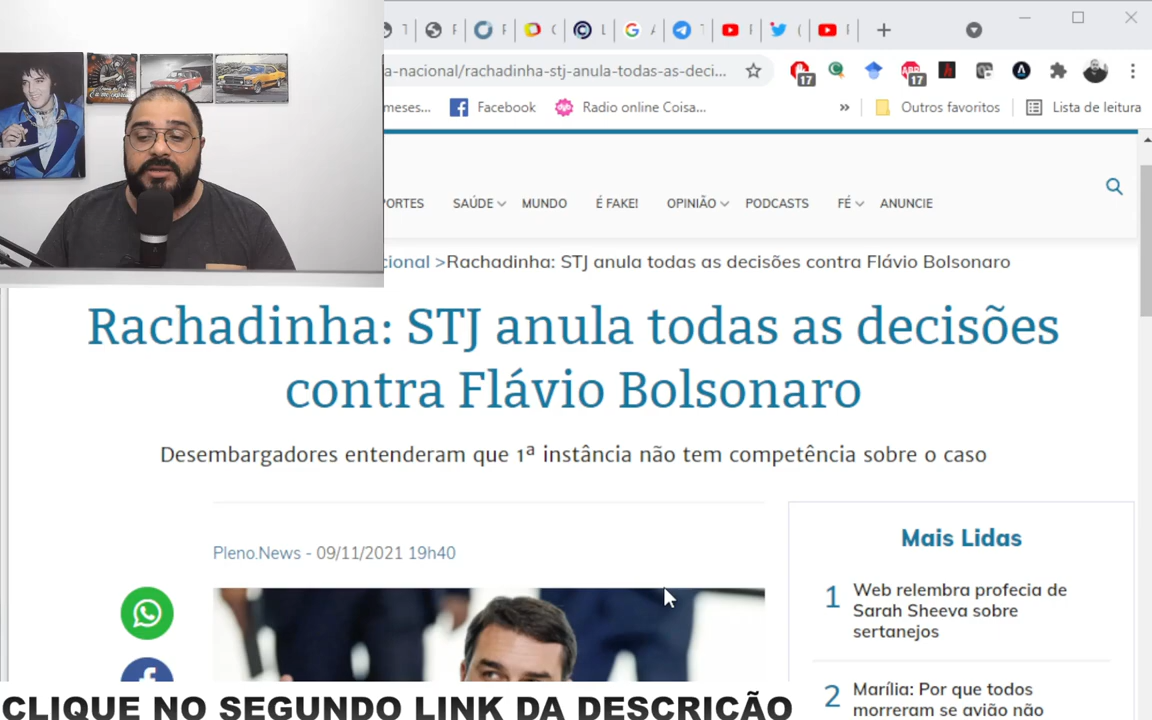 17
17
a-nacional/rachadinha-stj-anula-todas-as-deci...
meses...
Facebook
Radio online Coisa...
»
Outros favoritos
Lista de leitura
PORTES
SAÚDE
MUNDO
É FAKE!
OPINIÃO
PODCASTS
FÉ
ANUNCIE
cional >Rachadinha: STJ anula todas as decisões contra Flávio Bolsonaro
Rachadinha: STJ anula todas as decisões
contra Flávio Bolsonaro
Desembargadores entenderam que 1ª instância não tem competência sobre o caso
Pleno.News - 09/11/2021 19h40
Mais Lidas
1
Web relembra profecia de
Sarah Sheeva sobre
sertanejos
2
Marília: Por que todos
morreram se avião não
CLIQUE NO SEGUNDO LINK DA DESCRIÇÃO